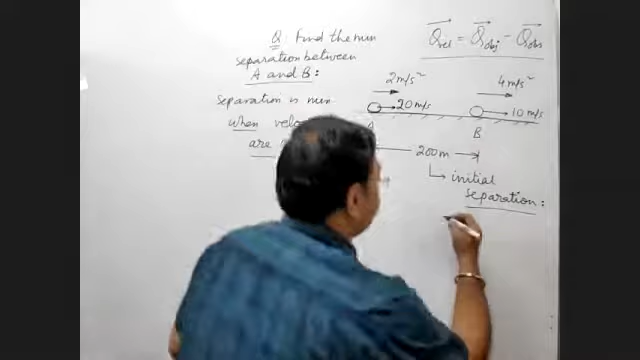 Q: Find the min
separation between
A and B:
separation is min
when velo
are
Q rel = Q obj - Q obs
2m/s² 4m/s²
20m/s 10m/s
A B
200m
initial
separation: